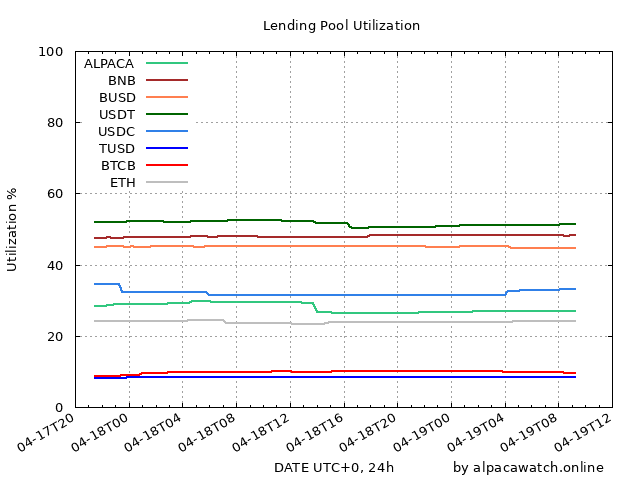 Lending Pool Utilization
100
80
60
40
20
0
Utilization %
ALPACA
BNB
BUSD
USDT
USDC
TUSD
BTCB
ETH
04-17T20
04-18T00
04-18T04
04-18T08
04-18T12
04-18T16
04-18T20
04-19T00
04-19T04
04-19T08
04-19T12
DATE UTC+0, 24h
by alpacawatch.online